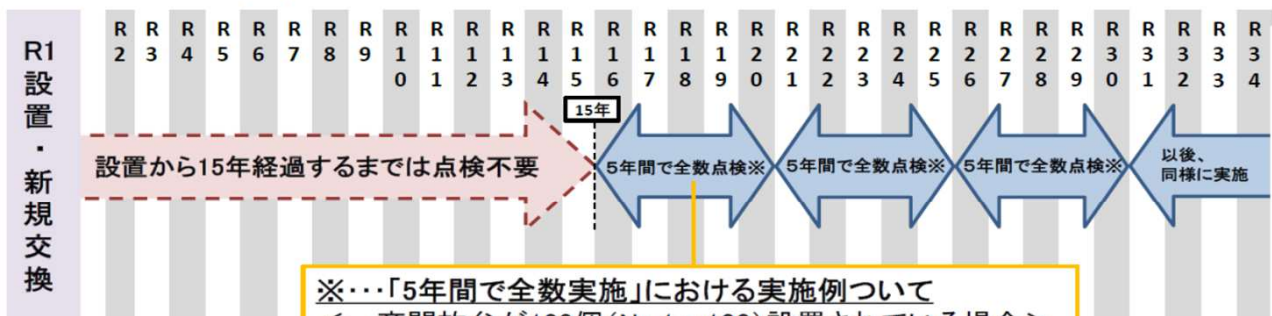 R1設置・新規交換
R2 R3 R4 R5 R6 R7 R8 R9 R10 R11 R12 R13 R14 R15 R16 R17 R18 R19 R20 R21 R22 R23 R24 R25 R26 R27 R28 R29 R30 R31 R32 R33 R34
15年
設置から15年経過するまでは点検不要
5年間で全数点検※
5年間で全数点検※
5年間で全数点検※
以後、
同様に実施
※・・・「5年間で全数実施」における実施例ついて